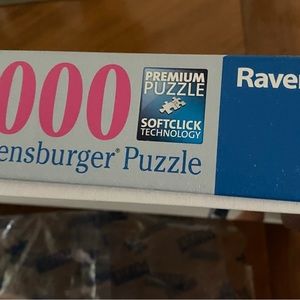 000
PREMIUM
PUZZLE
SOFTCLICK
TECHNOLOGY
Raven
ensburger® Puzzle